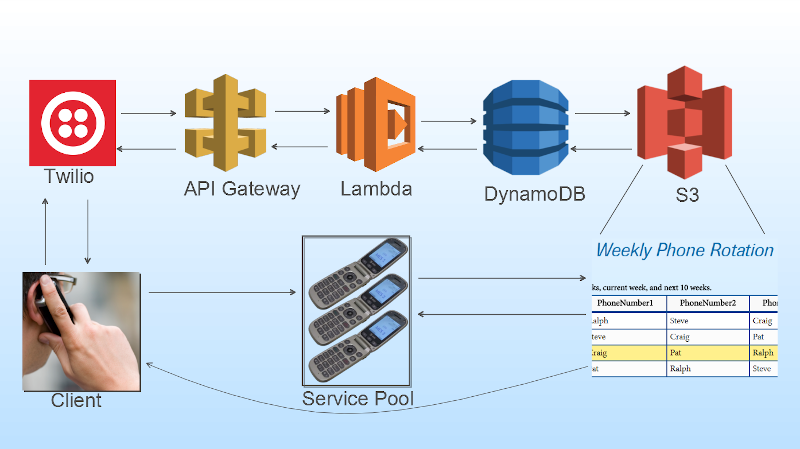 Twilio
API Gateway
Lambda
DynamoDB
S3
Weekly Phone Rotation
ks, current week, and next 10 weeks.
PhoneNumber1 PhoneNumber2 Pho
alph Steve Craig
teve Craig Pat
Craig Pat Ralph
at Ralph Steve
Client
Service Pool